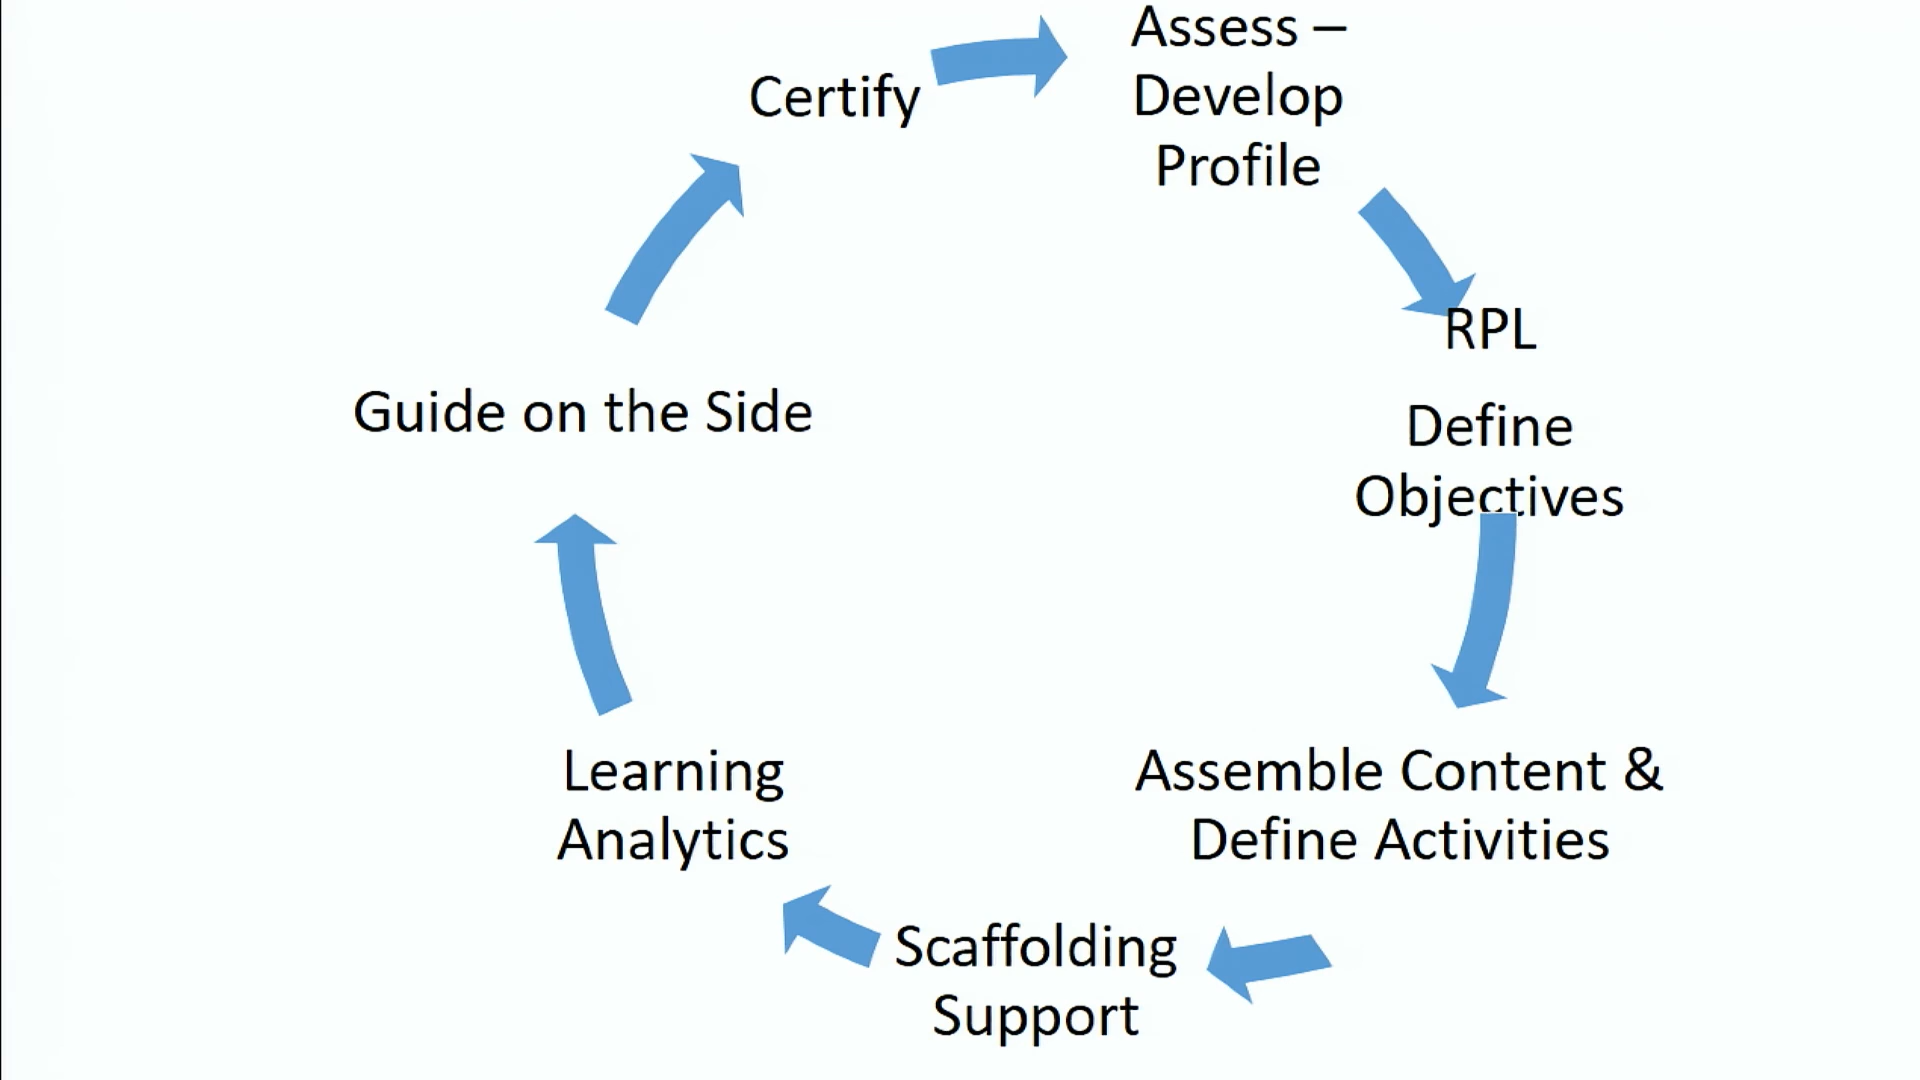 Assess –
Develop
Profile
RPL
Define
Objectives
Assemble Content &
Define Activities
Scaffolding
Support
Learning
Analytics
Guide on the Side
Certify